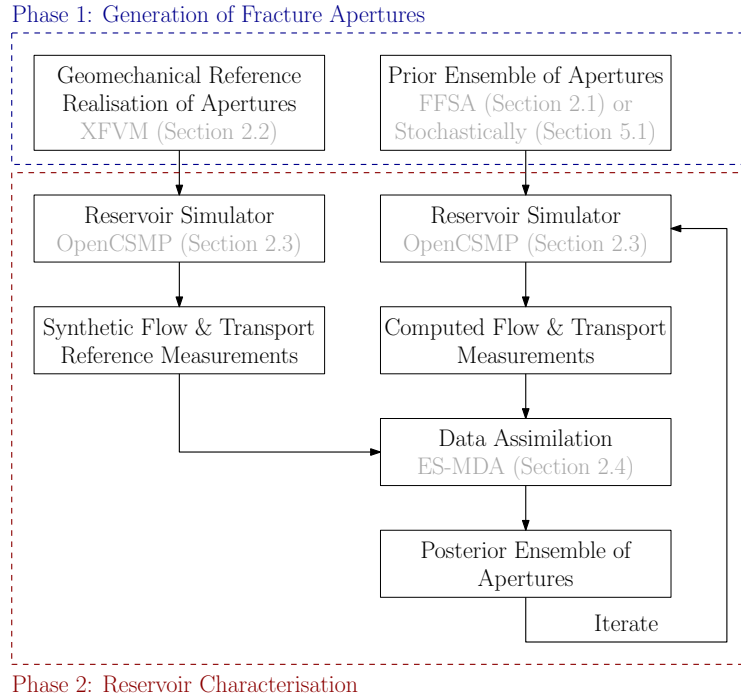 Phase 1: Generation of Fracture Apertures
Geomechanical Reference
Realisation of Apertures
XFVM (Section 2.2)
Prior Ensemble of Apertures
FFSA (Section 2.1) or
Stochastically (Section 5.1)
Reservoir Simulator
OpenCSMP (Section 2.3)
Reservoir Simulator
OpenCSMP (Section 2.3)
Synthetic Flow & Transport
Reference Measurements
Computed Flow & Transport
Measurements
Data Assimilation
ES-MDA (Section 2.4)
Posterior Ensemble of
Apertures
Iterate
Phase 2: Reservoir Characterisation